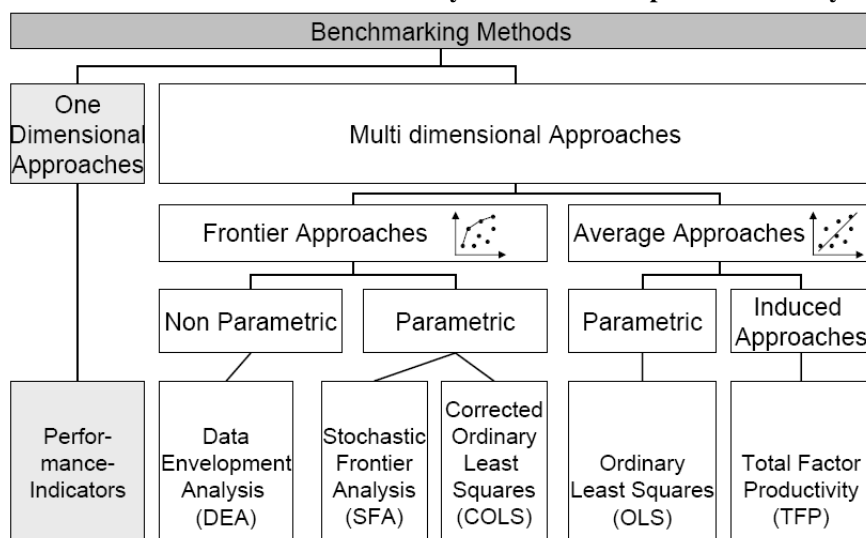 Benchmarking Methods
One
Dimensional
Approaches
Multi dimensional Approaches
Frontier Approaches
Average Approaches
Non Parametric
Parametric
Parametric
Induced
Approaches
Perfor-
mance-
Indicators
Data
Envelopment
Analysis
(DEA)
Stochastic
Frontier
Analysis
(SFA)
Corrected
Ordinary
Least
Squares
(COLS)
Ordinary
Least Squares
(OLS)
Total Factor
Productivity
(TFP)